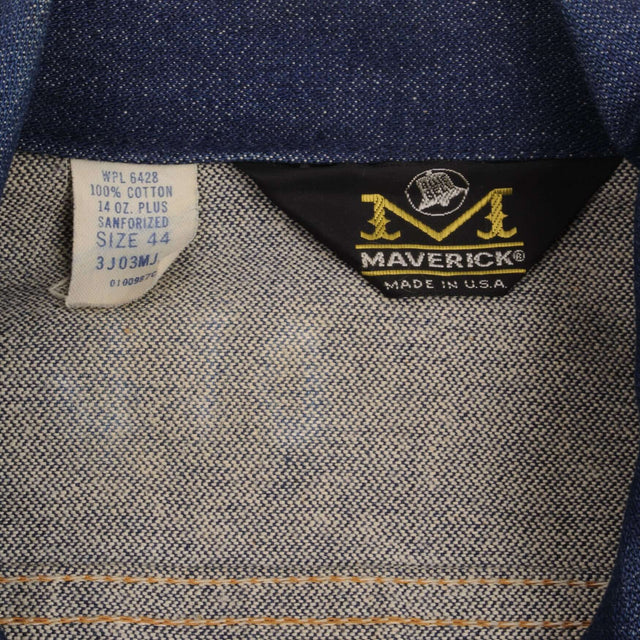 WPL 6428
100% COTTON
14 OZ. PLUS
SANFORIZED
SIZE 44
3J03MJ
M
MAVERICK®
MADE IN U.S.A